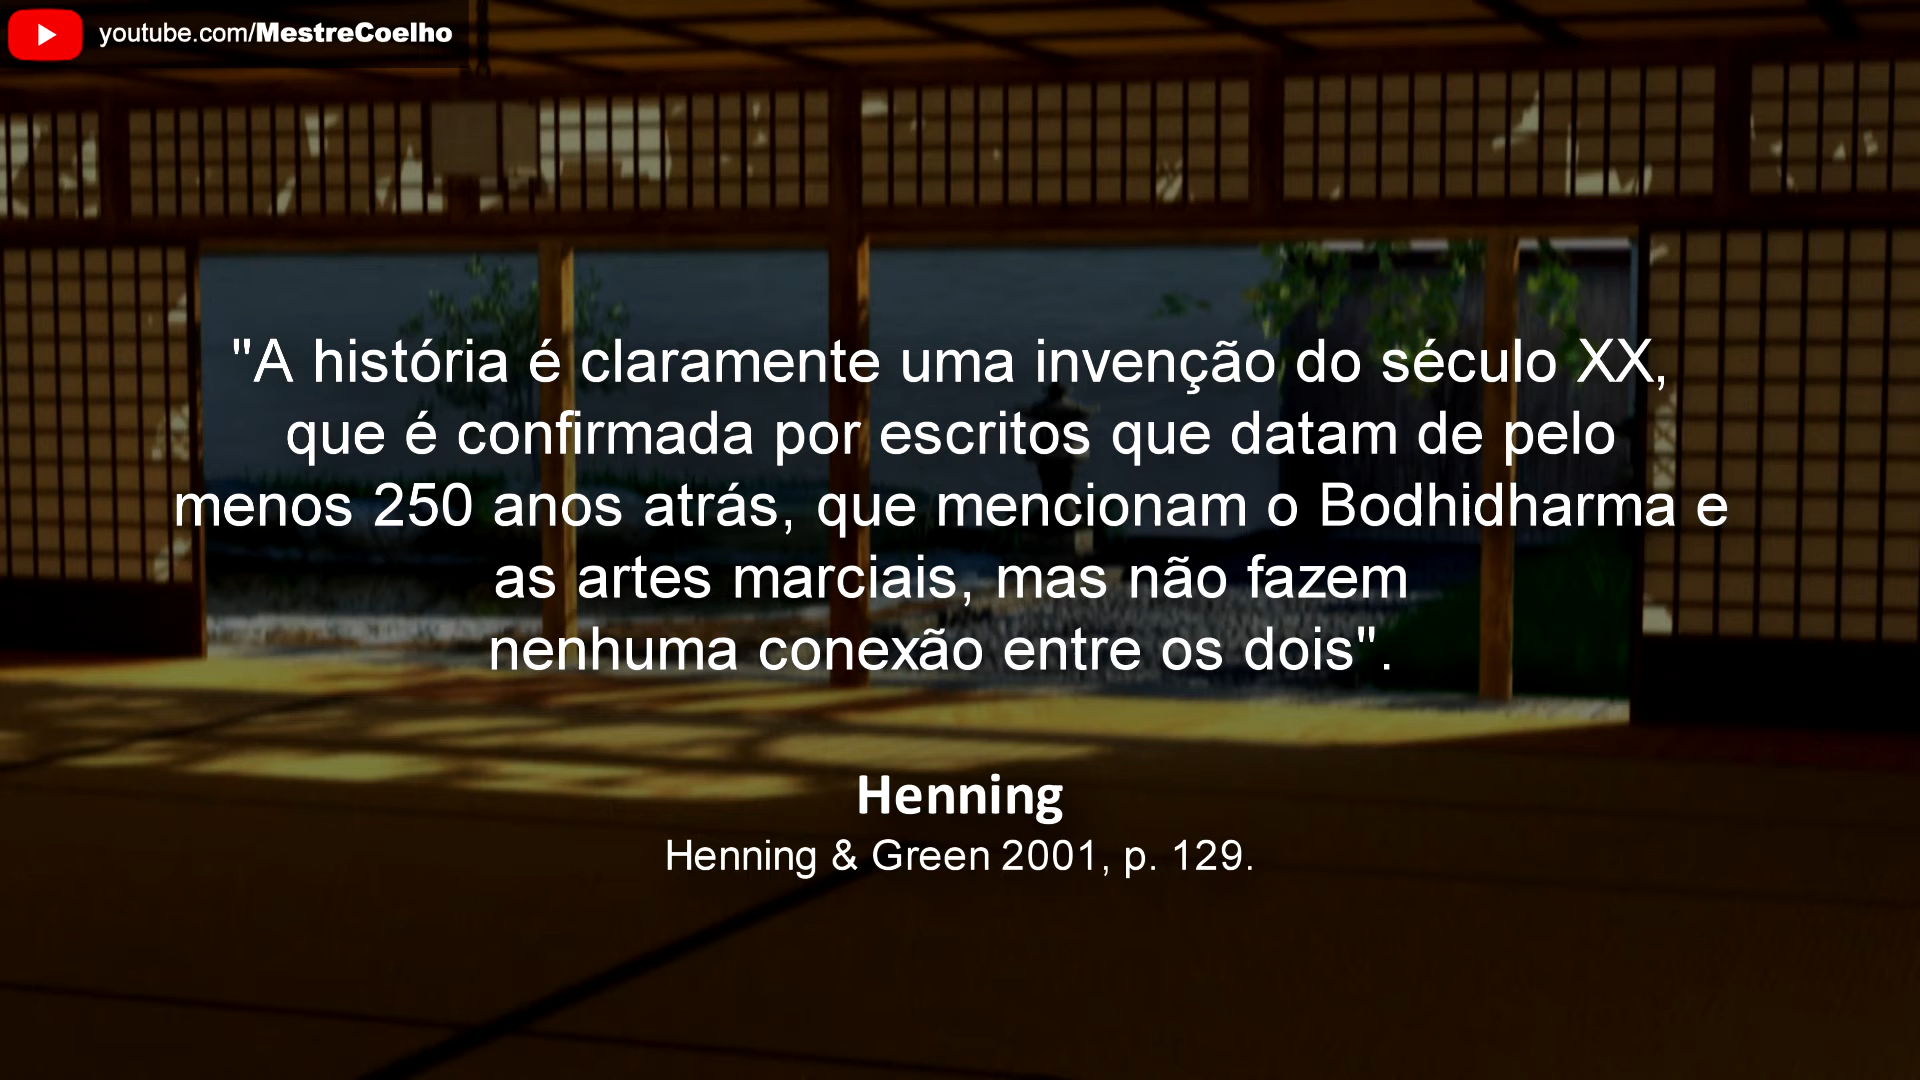 youtube.com/MestreCoelho
"A história é claramente uma invenção do século XX,
que é confirmada por escritos que datam de pelo
menos 250 anos atrás, que mencionam o Bodhidharma e
as artes marciais, mas não fazem
nenhuma conexão entre os dois".
Henning
Henning & Green 2001, p. 129.